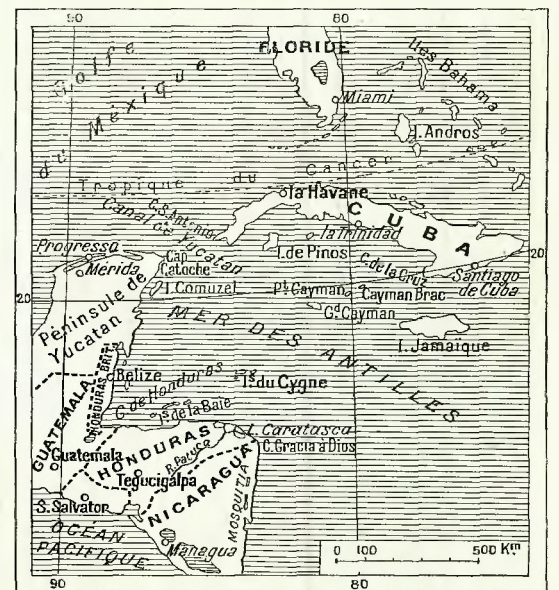 90
80
FLORIDE
Golfe
du Méxique
Iles Bahama
Miami
I. Andros
Tropique du Cancer
la Havane
CUBA
C. S. Antonio
Canal de Yucatan
la Trinidad
I. de Pinos
C. de la Cruz
Santiago
de Cuba
Progresso
Mérida
Cap
Catoche
I. Comuzel
Pt Cayman
Cayman Brac
Gd Cayman
20
20
Péninsule de
Yucatan
MER DES ANTILLES
I. Jamaïque
HONDURAS BRIT.
Belize
G. de Honduras
Is du Cygne
Is de la Baie
GUATEMALA
Guatemala
HONDURAS
L. Caratasca
C. Gracia à Dios
R. Patuca
Tegucigalpa
NICARAGUA
MOSQUITIA
S. Salvator
OCÉAN
PACIFIQUE
Managua
0 100 500 Km
90
80